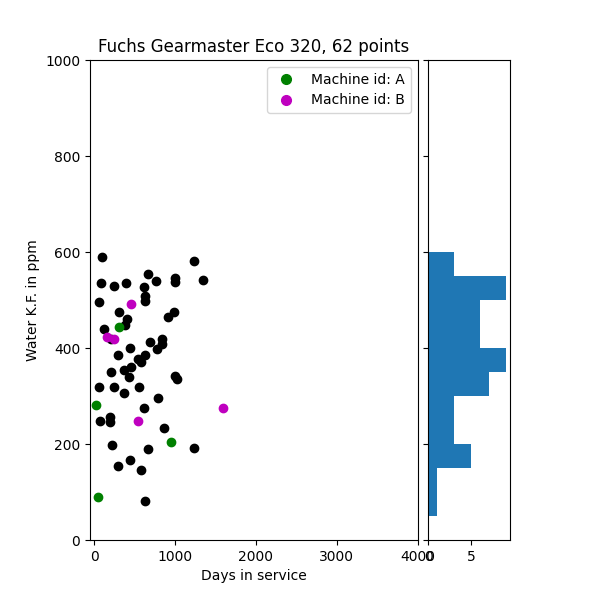 Fuchs Gearmaster Eco 320, 62 points
Machine id: A
Machine id: B
1000
800
600
400
200
0
Water K.F. in ppm
0 1000 2000 3000 4000
0 5
Days in service